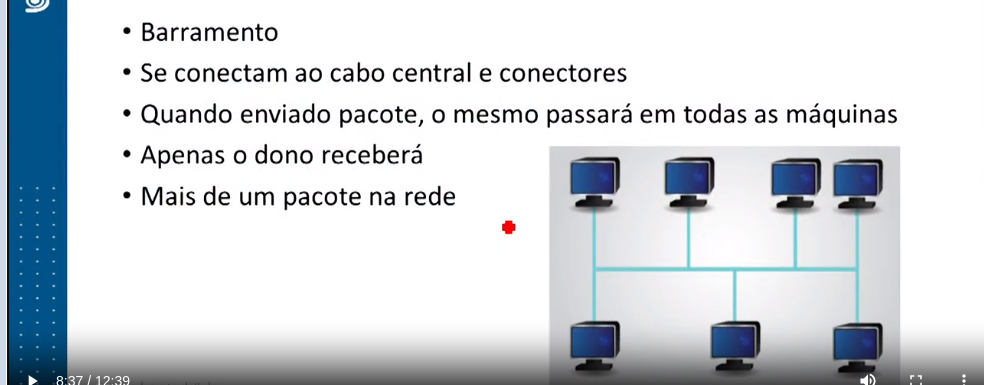 • Barramento
• Se conectam ao cabo central e conectores
• Quando enviado pacote, o mesmo passará em todas as máquinas
• Apenas o dono receberá
• Mais de um pacote na rede
8:37 / 12:39